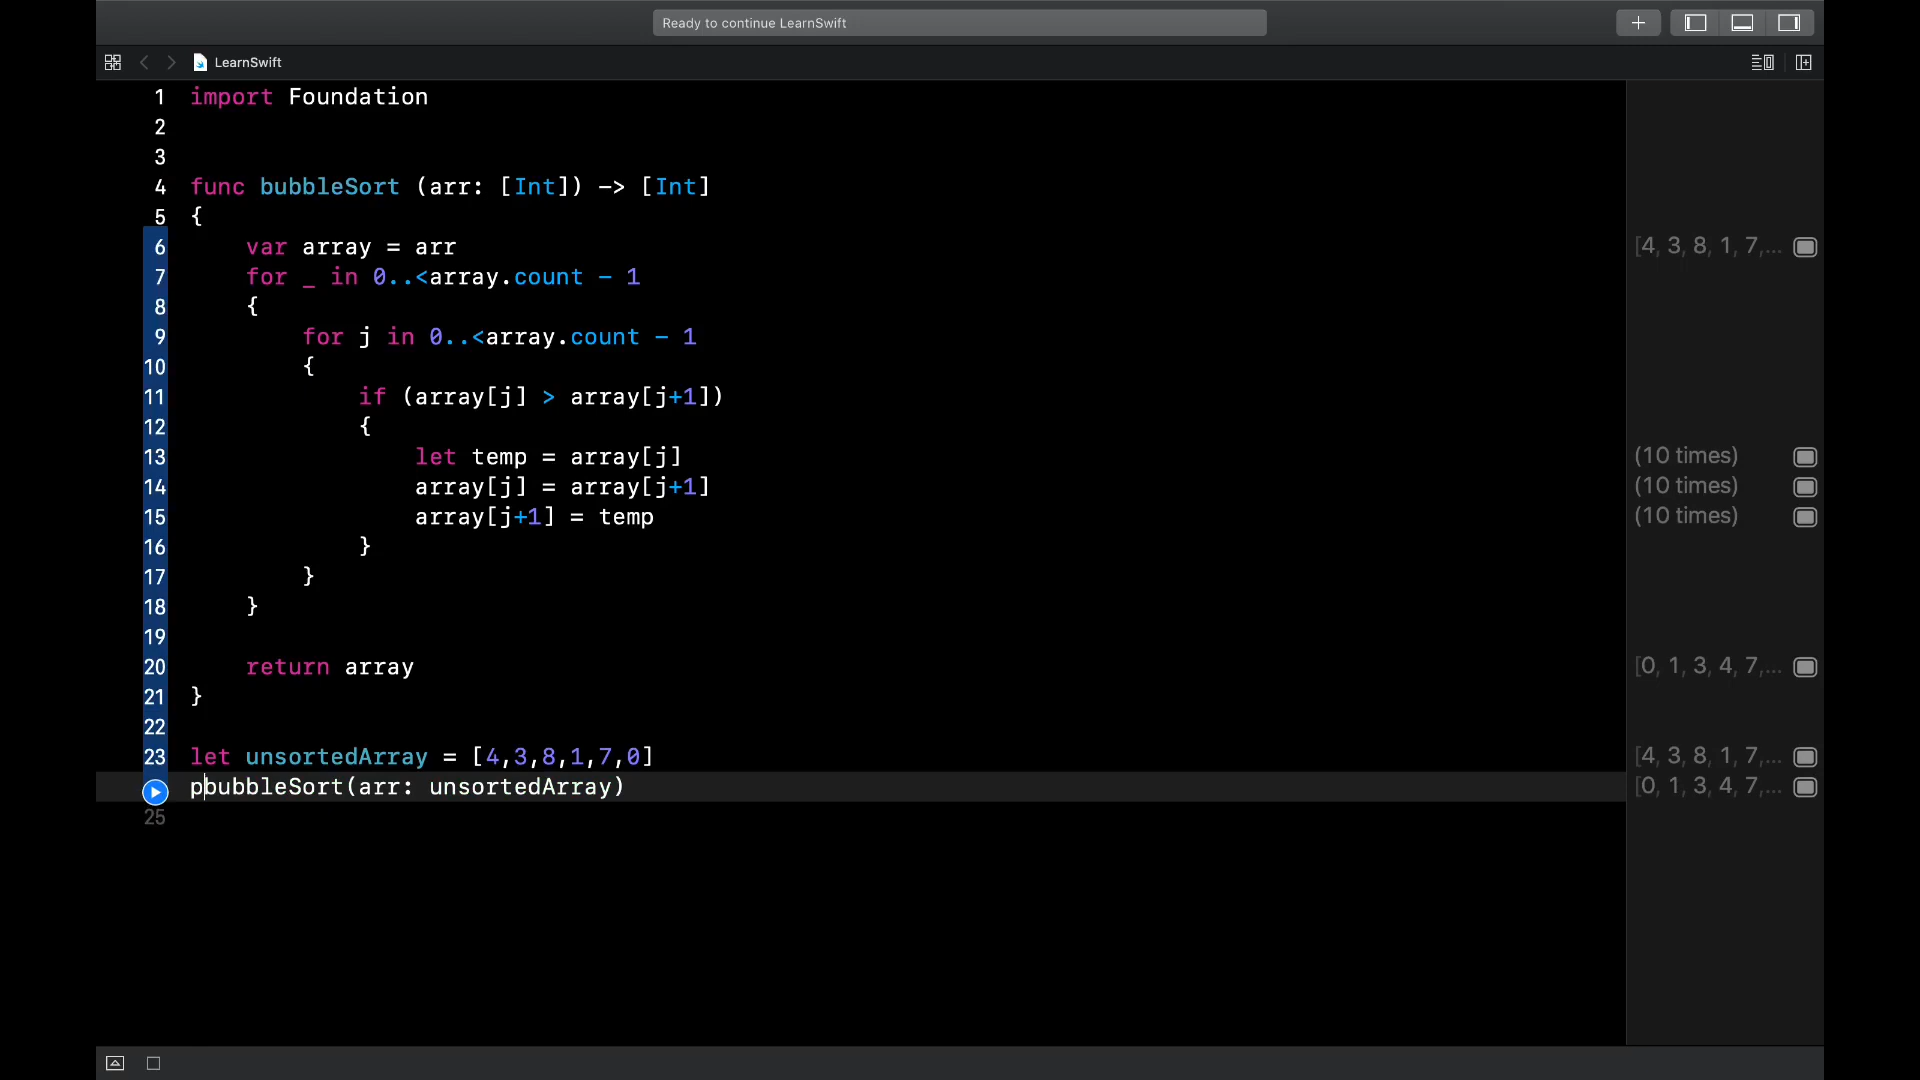 Ready to continue LearnSwift
LearnSwift
1 import Foundation
2
3
4 func bubbleSort (arr: [Int]) -> [Int]
5 {
6 var array = arr [4, 3, 8, 1, 7,...
7 for _ in 0..<array.count - 1
8 {
9 for j in 0..<array.count - 1
10 {
11 if (array[j] > array[j+1])
12 {
13 let temp = array[j] (10 times)
14 array[j] = array[j+1] (10 times)
15 array[j+1] = temp (10 times)
16 }
17 }
18 }
19
20 return array [0, 1, 3, 4, 7,...
21 }
22
23 let unsortedArray = [4,3,8,1,7,0] [4, 3, 8, 1, 7,...
pbubbleSort(arr: unsortedArray) [0, 1, 3, 4, 7,...
25